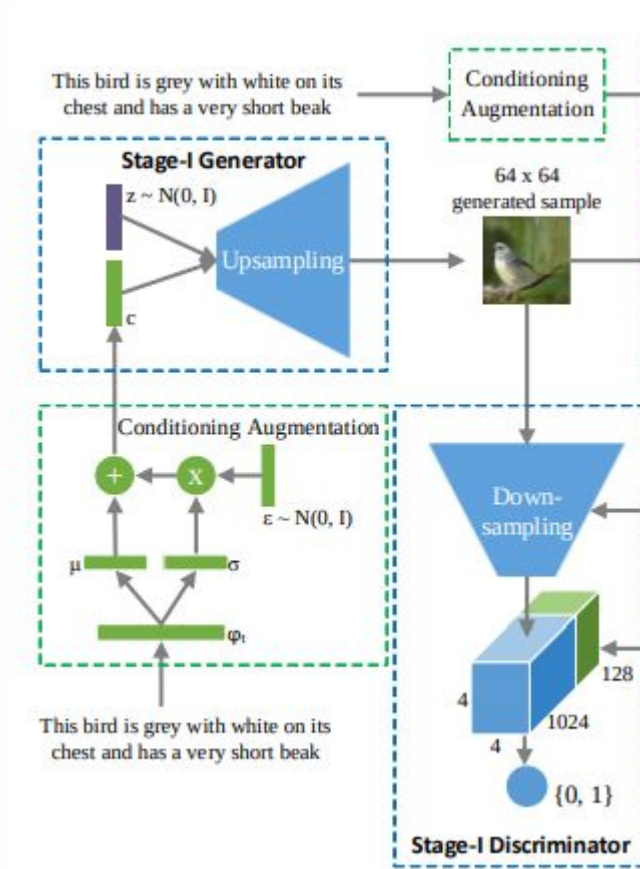 This bird is grey with white on its
chest and has a very short beak
Conditioning
Augmentation
Stage-I Generator
z ~ N(0, I)
Upsampling
c
64 x 64
generated sample
Conditioning Augmentation
+
X
ε ~ N(0, I)
μ
σ
φₜ
This bird is grey with white on its
chest and has a very short beak
Down-
sampling
128
4
1024
4
{0, 1}
Stage-I Discriminator